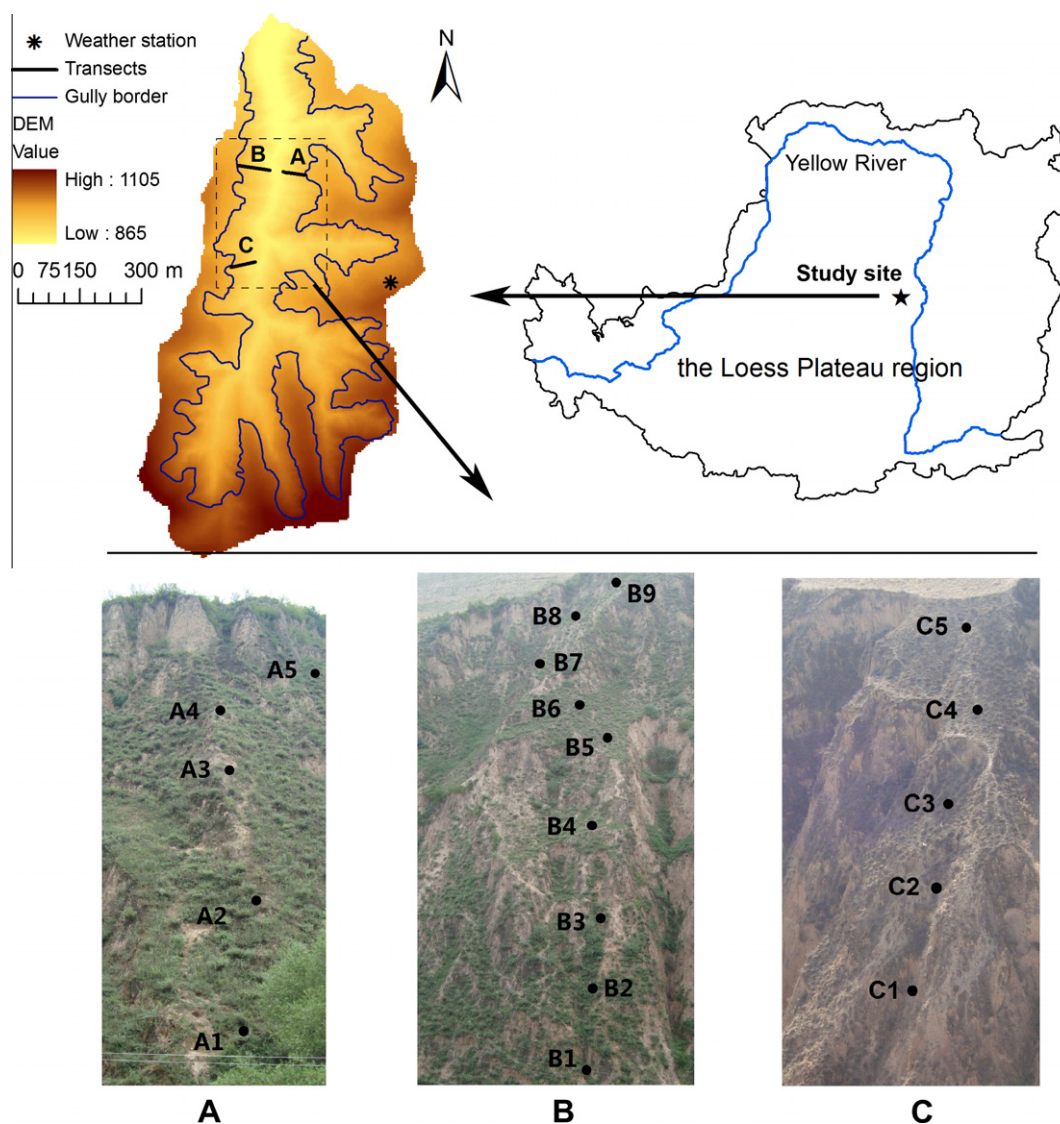 Weather station
Transects
Gully border
DEM
Value
High : 1105
Low : 865
0 75 150 300 m
N
B
A
C
Yellow River
Study site
the Loess Plateau region
A5
A4
A3
A2
A1
B9
B8
B7
B6
B5
B4
B3
B2
B1
C5
C4
C3
C2
C1
A
B
C